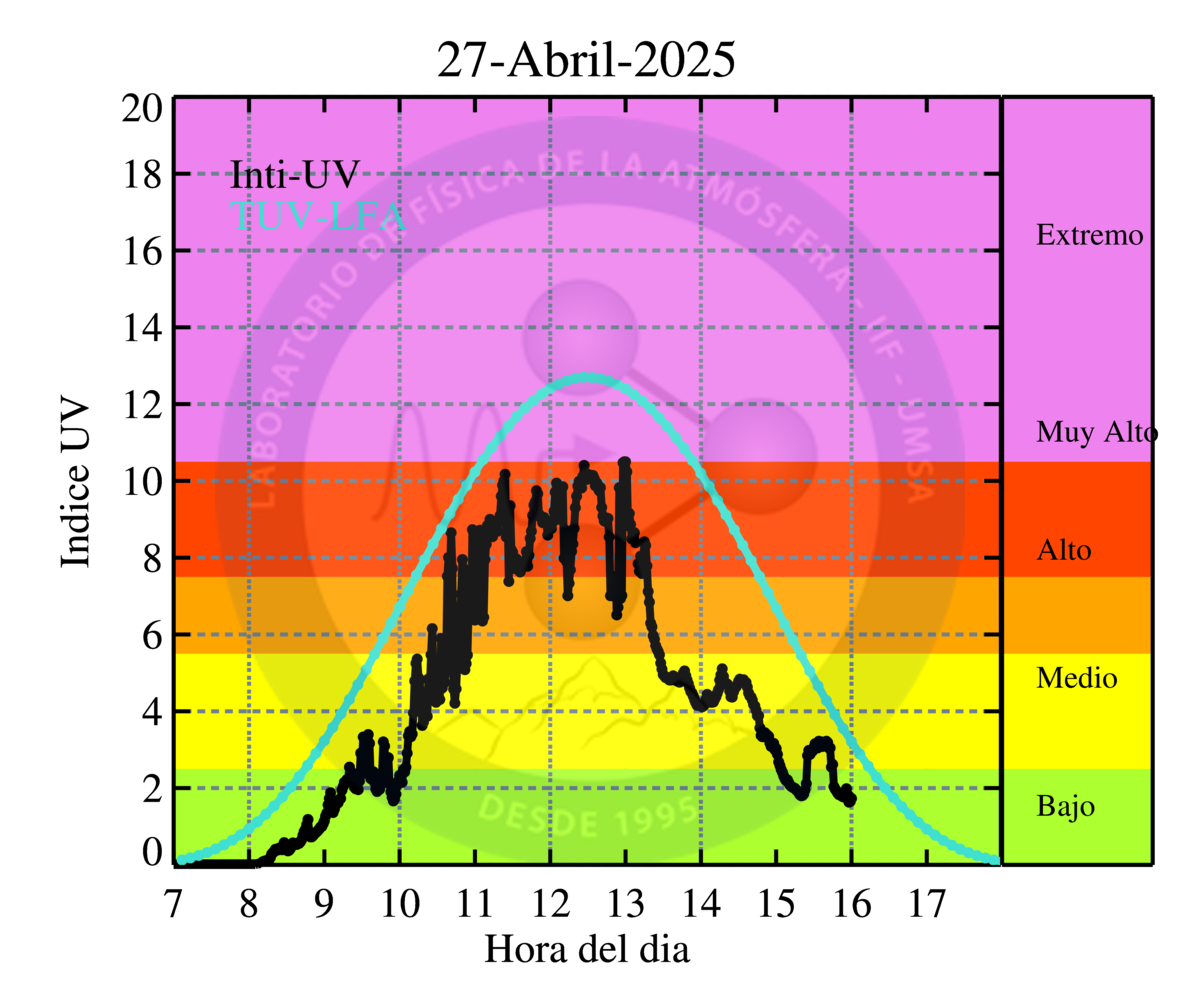 27-Abril-2025
20
18
16
14
12
10
8
6
4
2
0
Indice UV
Inti-UV
TUV-LFA
LABORATORIO DE FÍSICA DE LA ATMÓSFERA - IIF - UMSA
DESDE 1995
Extremo
Muy Alto
Alto
Medio
Bajo
7 8 9 10 11 12 13 14 15 16 17
Hora del dia